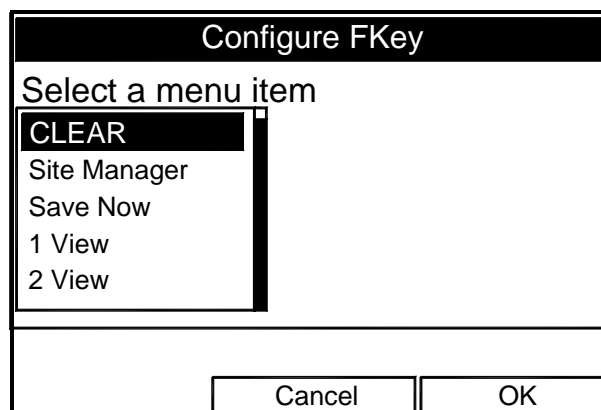 Configure FKey
Select a menu item
CLEAR
Site Manager
Save Now
1 View
2 View
Cancel OK